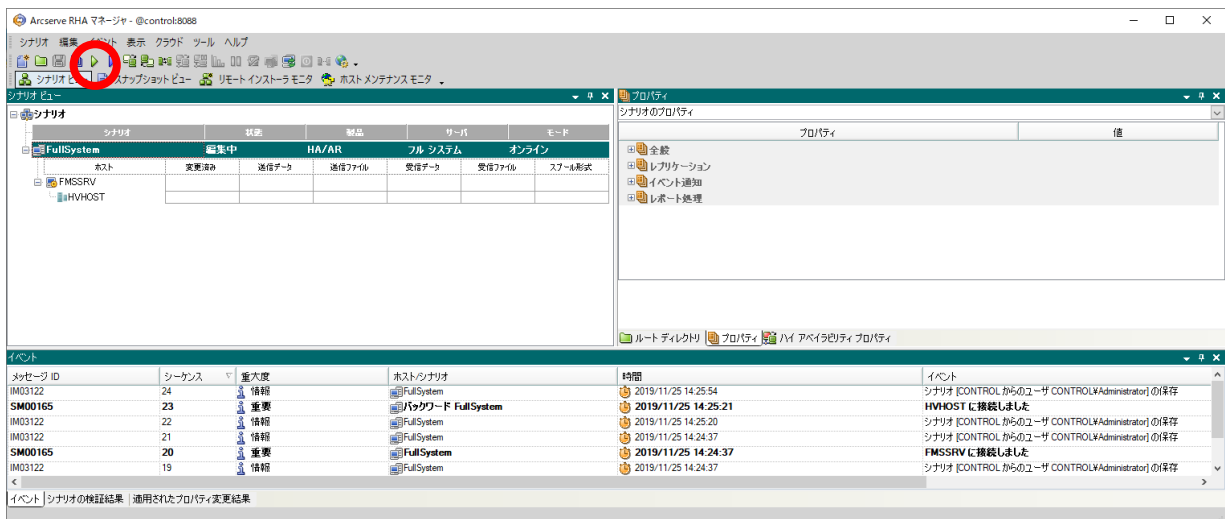 Arcserve RHA マネージャ - @control:8088
シナリオ 編集 イベント 表示 クラウド ツール ヘルプ
シナリオ ビュー スナップショット ビュー リモート インストーラ モニタ ホスト メンテナンス モニタ
シナリオ ビュー
シナリオ
シナリオ 状態 製品 サーバ モード
FullSystem 編集中 HA/AR フル システム オンライン
ホスト 変更済み 送信データ 送信ファイル 受信データ 受信ファイル スプール形式
FMSSRV
HVHOST
プロパティ
シナリオのプロパティ
プロパティ 値
全般
レプリケーション
イベント通知
レポート処理
ルート ディレクトリ プロパティ ハイ アベイラビリティ プロパティ
イベント
メッセージ ID シーケンス 重大度 ホスト/シナリオ 時間 イベント
IM03122 24 情報 FullSystem 2019/11/25 14:25:54 シナリオ [CONTROL からのユーザ CONTROL¥Administrator] の保存
SM00165 23 重要 バックワード FullSystem 2019/11/25 14:25:21 HVHOST に接続しました
IM03122 22 情報 FullSystem 2019/11/25 14:25:20 シナリオ [CONTROL からのユーザ CONTROL¥Administrator] の保存
IM03122 21 情報 FullSystem 2019/11/25 14:24:37 シナリオ [CONTROL からのユーザ CONTROL¥Administrator] の保存
SM00165 20 重要 FullSystem 2019/11/25 14:24:37 FMSSRV に接続しました
IM03122 19 情報 FullSystem 2019/11/25 14:24:37 シナリオ [CONTROL からのユーザ CONTROL¥Administrator] の保存
イベント シナリオの検証結果 適用されたプロパティ変更結果